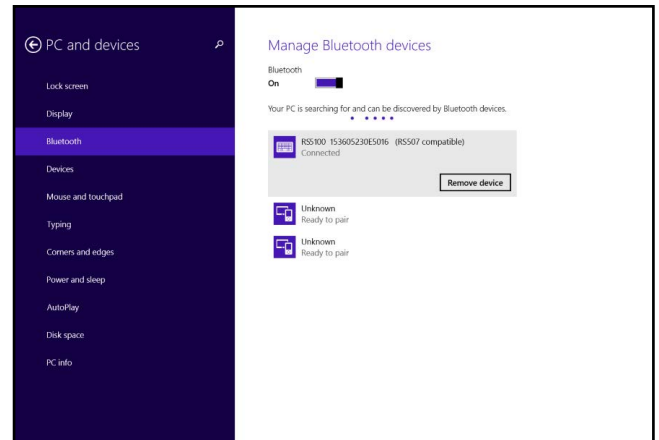 PC and devices
Lock screen
Display
Bluetooth
Devices
Mouse and touchpad
Typing
Corners and edges
Power and sleep
AutoPlay
Disk space
PC info
Manage Bluetooth devices
Bluetooth
On
Your PC is searching for and can be discovered by Bluetooth devices.
RS5100 153605230E5016 (RS507 compatible)
Connected
Remove device
Unknown
Ready to pair
Unknown
Ready to pair